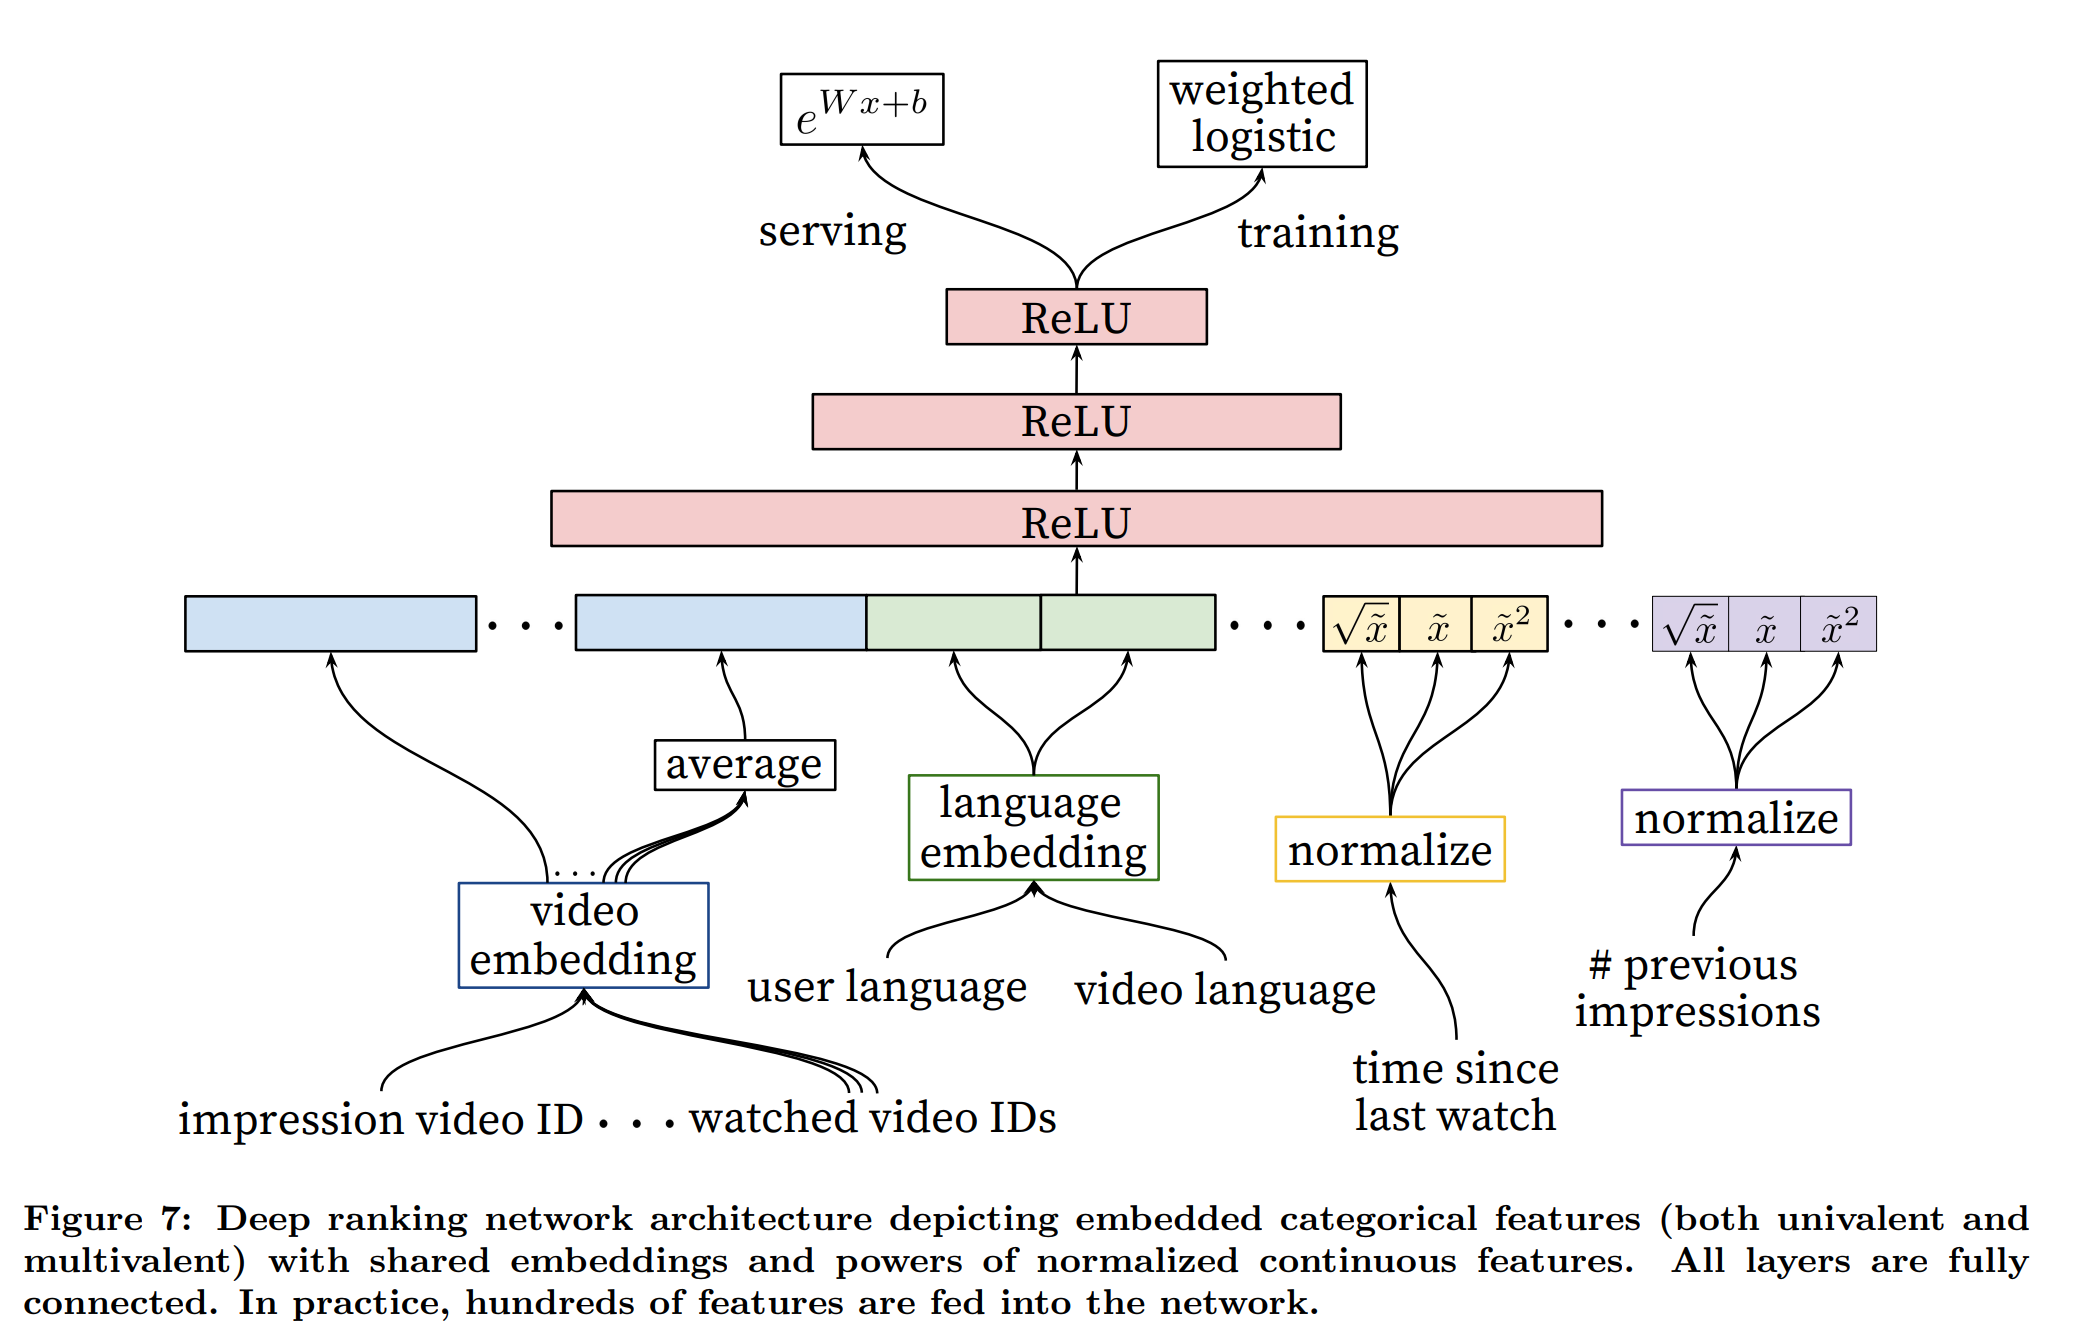 $e^{Wx+b}$
weighted
logistic
serving
training
ReLU
ReLU
ReLU
. . .
. . .
$\sqrt{\tilde{x}}$ $\tilde{x}$ $\tilde{x}^2$
. . .
$\sqrt{\tilde{x}}$ $\tilde{x}$ $\tilde{x}^2$
average
. . .
video
embedding
language
embedding
normalize
normalize
user language
video language
# previous
impressions
time since
last watch
impression video ID . . . watched video IDs
Figure 7: Deep ranking network architecture depicting embedded categorical features (both univalent and
multivalent) with shared embeddings and powers of normalized continuous features. All layers are fully
connected. In practice, hundreds of features are fed into the network.